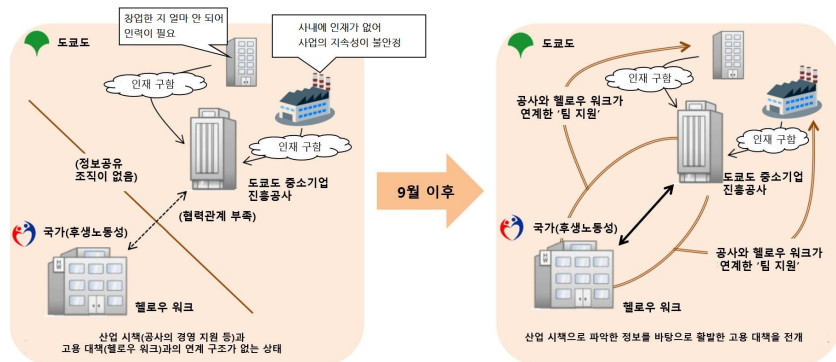 도쿄도
창업한 지 얼마 안 되어
인력이 필요
사내에 인재가 없어
사업의 지속성이 불안정
인재 구함
인재 구함
(정보공유
조직이 없음)
도쿄도 중소기업
진흥공사
(협력관계 부족)
국가(후생노동성)
헬로우 워크
산업 시책(공사의 경영 지원 등)과
고용 대책(헬로우 워크)과의 연계 구조가 없는 상태
9월 이후
도쿄도
인재 구함
공사와 헬로우 워크가
연계한 '팀 지원'
인재 구함
도쿄도 중소기업
진흥공사
국가(후생노동성)
공사와 헬로우 워크가
연계한 '팀 지원'
헬로우 워크
산업 시책으로 파악한 정보를 바탕으로 활발한 고용 대책을 전개